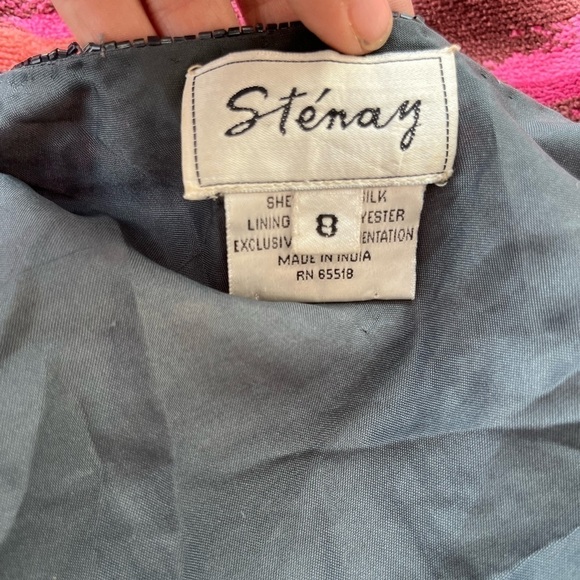 Sténay
SHE ILK
LINING YESTER
8
EXCLUSIV ENTATION
MADE IN INDIA
RN 65518